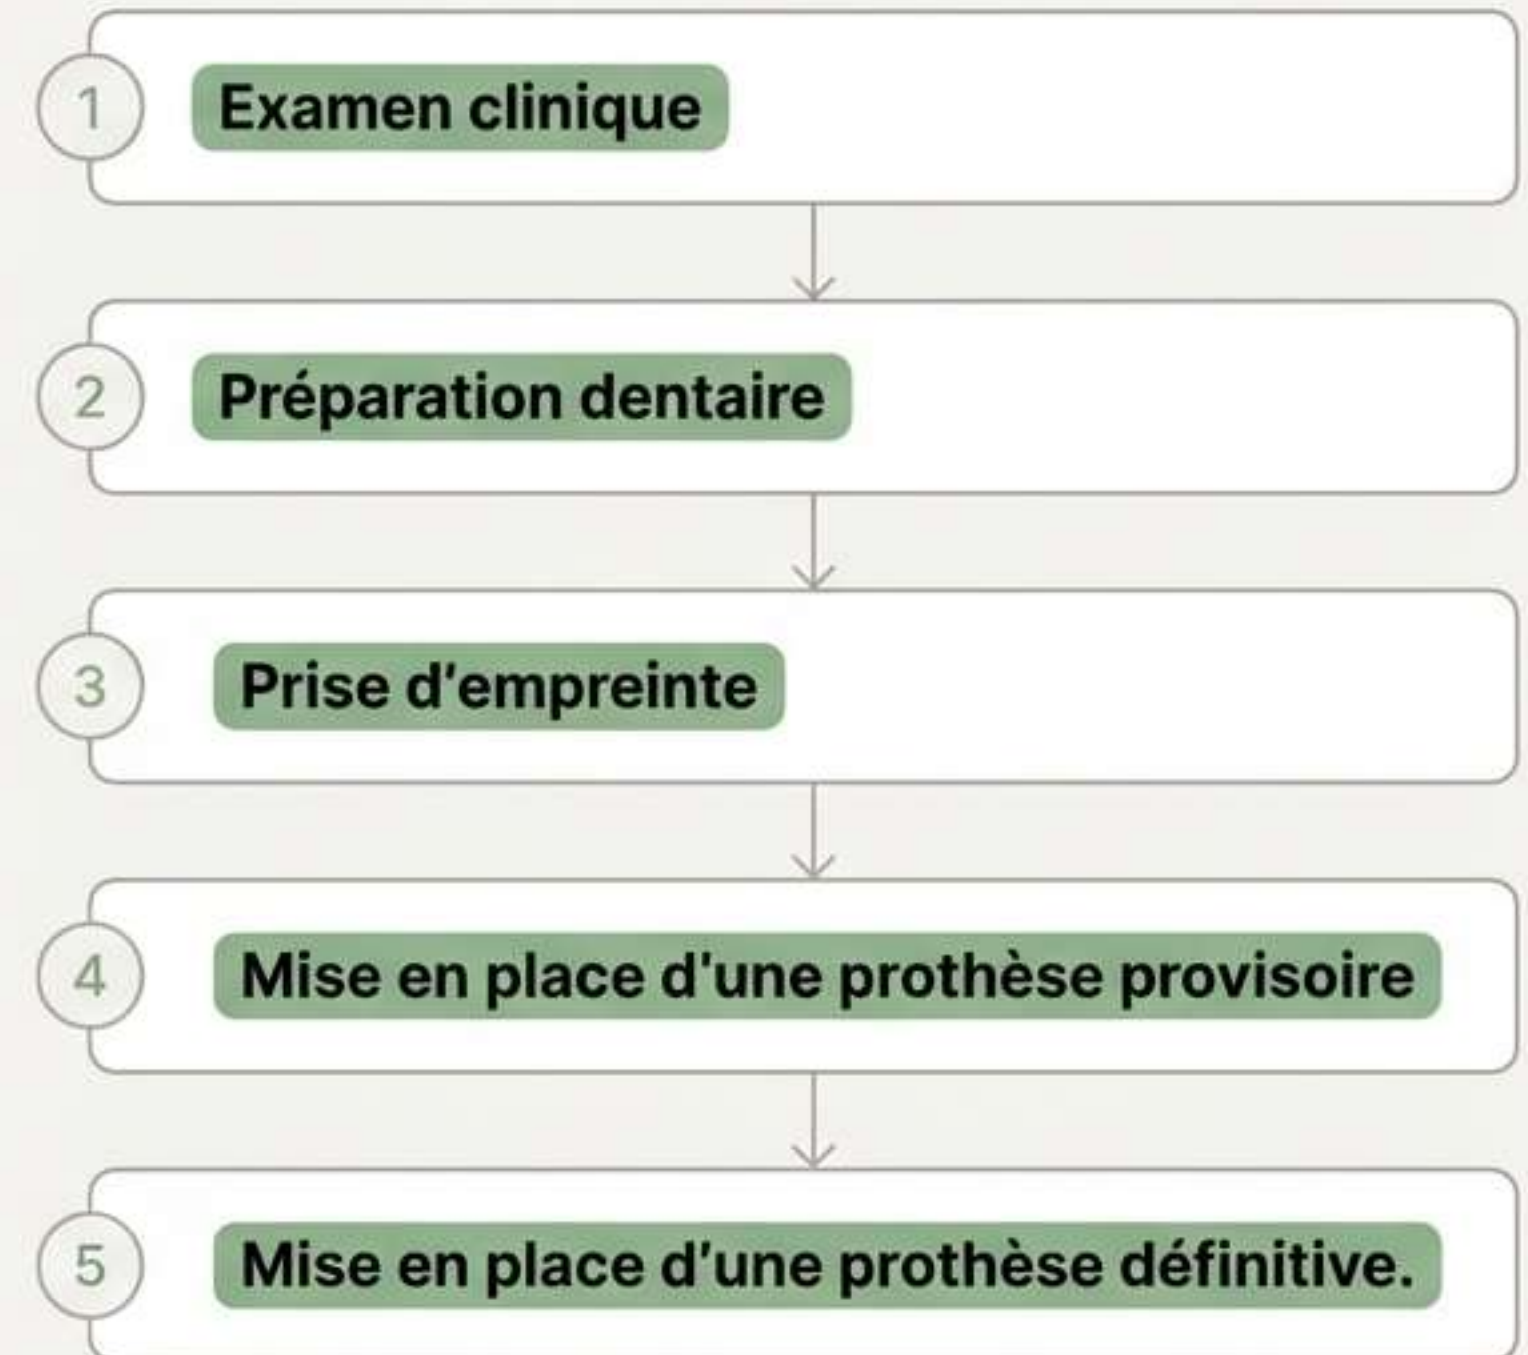 1
Examen clinique
2
Préparation dentaire
3
Prise d'empreinte
4
Mise en place d'une prothèse provisoire
5
Mise en place d'une prothèse définitive.